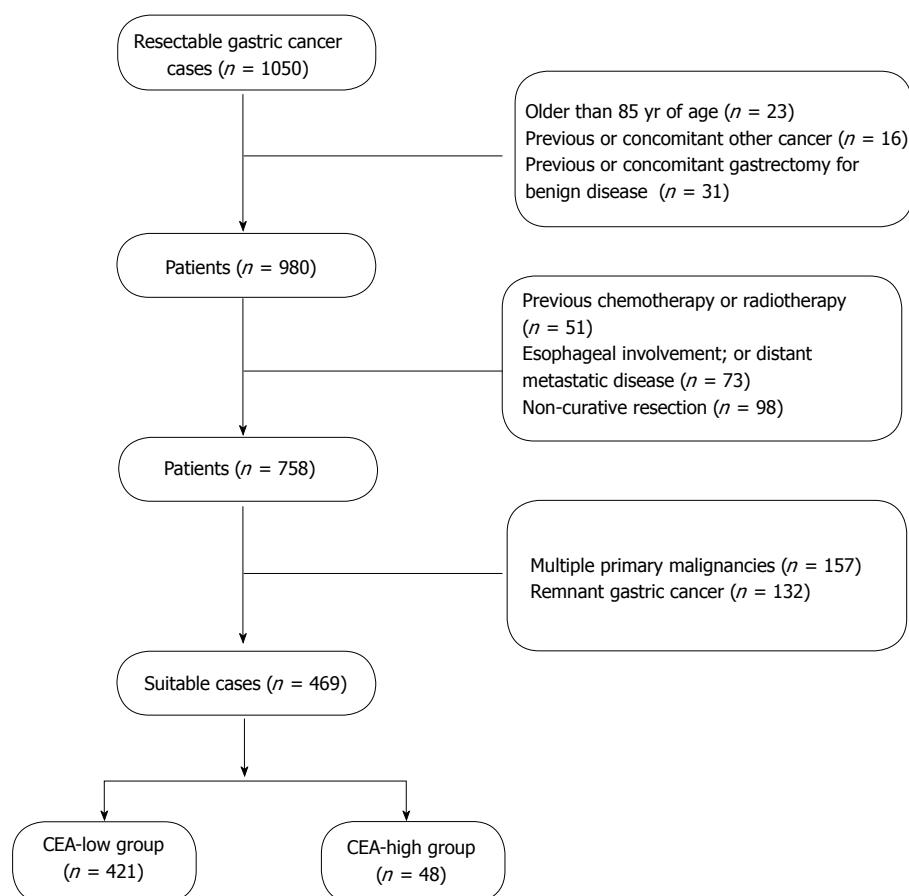 Resectable gastric cancer
cases (n = 1050)
Older than 85 yr of age (n = 23)
Previous or concomitant other cancer (n = 16)
Previous or concomitant gastrectomy for
benign disease (n = 31)
Patients (n = 980)
Previous chemotherapy or radiotherapy
(n = 51)
Esophageal involvement; or distant
metastatic disease (n = 73)
Non-curative resection (n = 98)
Patients (n = 758)
Multiple primary malignancies (n = 157)
Remnant gastric cancer (n = 132)
Suitable cases (n = 469)
CEA-low group
(n = 421)
CEA-high group
(n = 48)